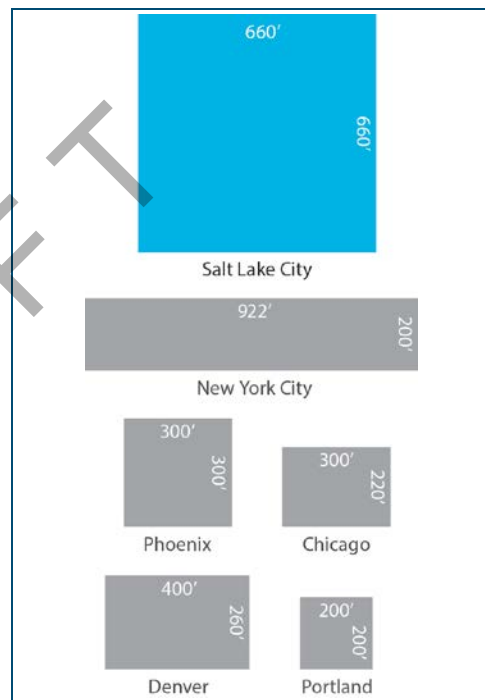 660'
660'
Salt Lake City
922'
200'
New York City
300'
300'
Phoenix
300'
220'
Chicago
400'
260'
Denver
200'
200'
Portland
F T